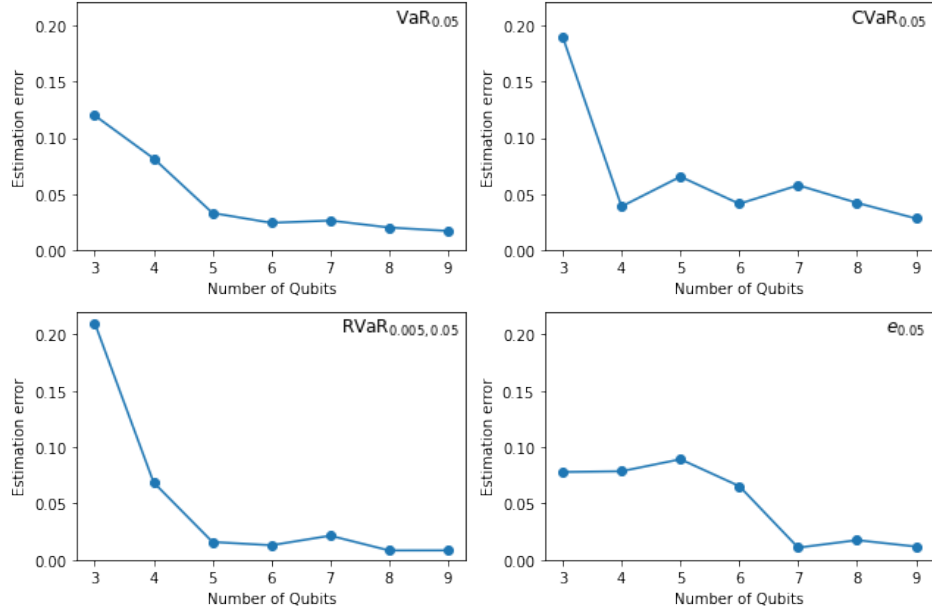 VaR0.05
0.20
0.15
0.10
0.05
0.00
Estimation error
3 4 5 6 7 8 9
Number of Qubits
CVaR0.05
0.20
0.15
0.10
0.05
0.00
Estimation error
3 4 5 6 7 8 9
Number of Qubits
RVaR0.005, 0.05
0.20
0.15
0.10
0.05
0.00
Estimation error
3 4 5 6 7 8 9
Number of Qubits
e0.05
0.20
0.15
0.10
0.05
0.00
Estimation error
3 4 5 6 7 8 9
Number of Qubits